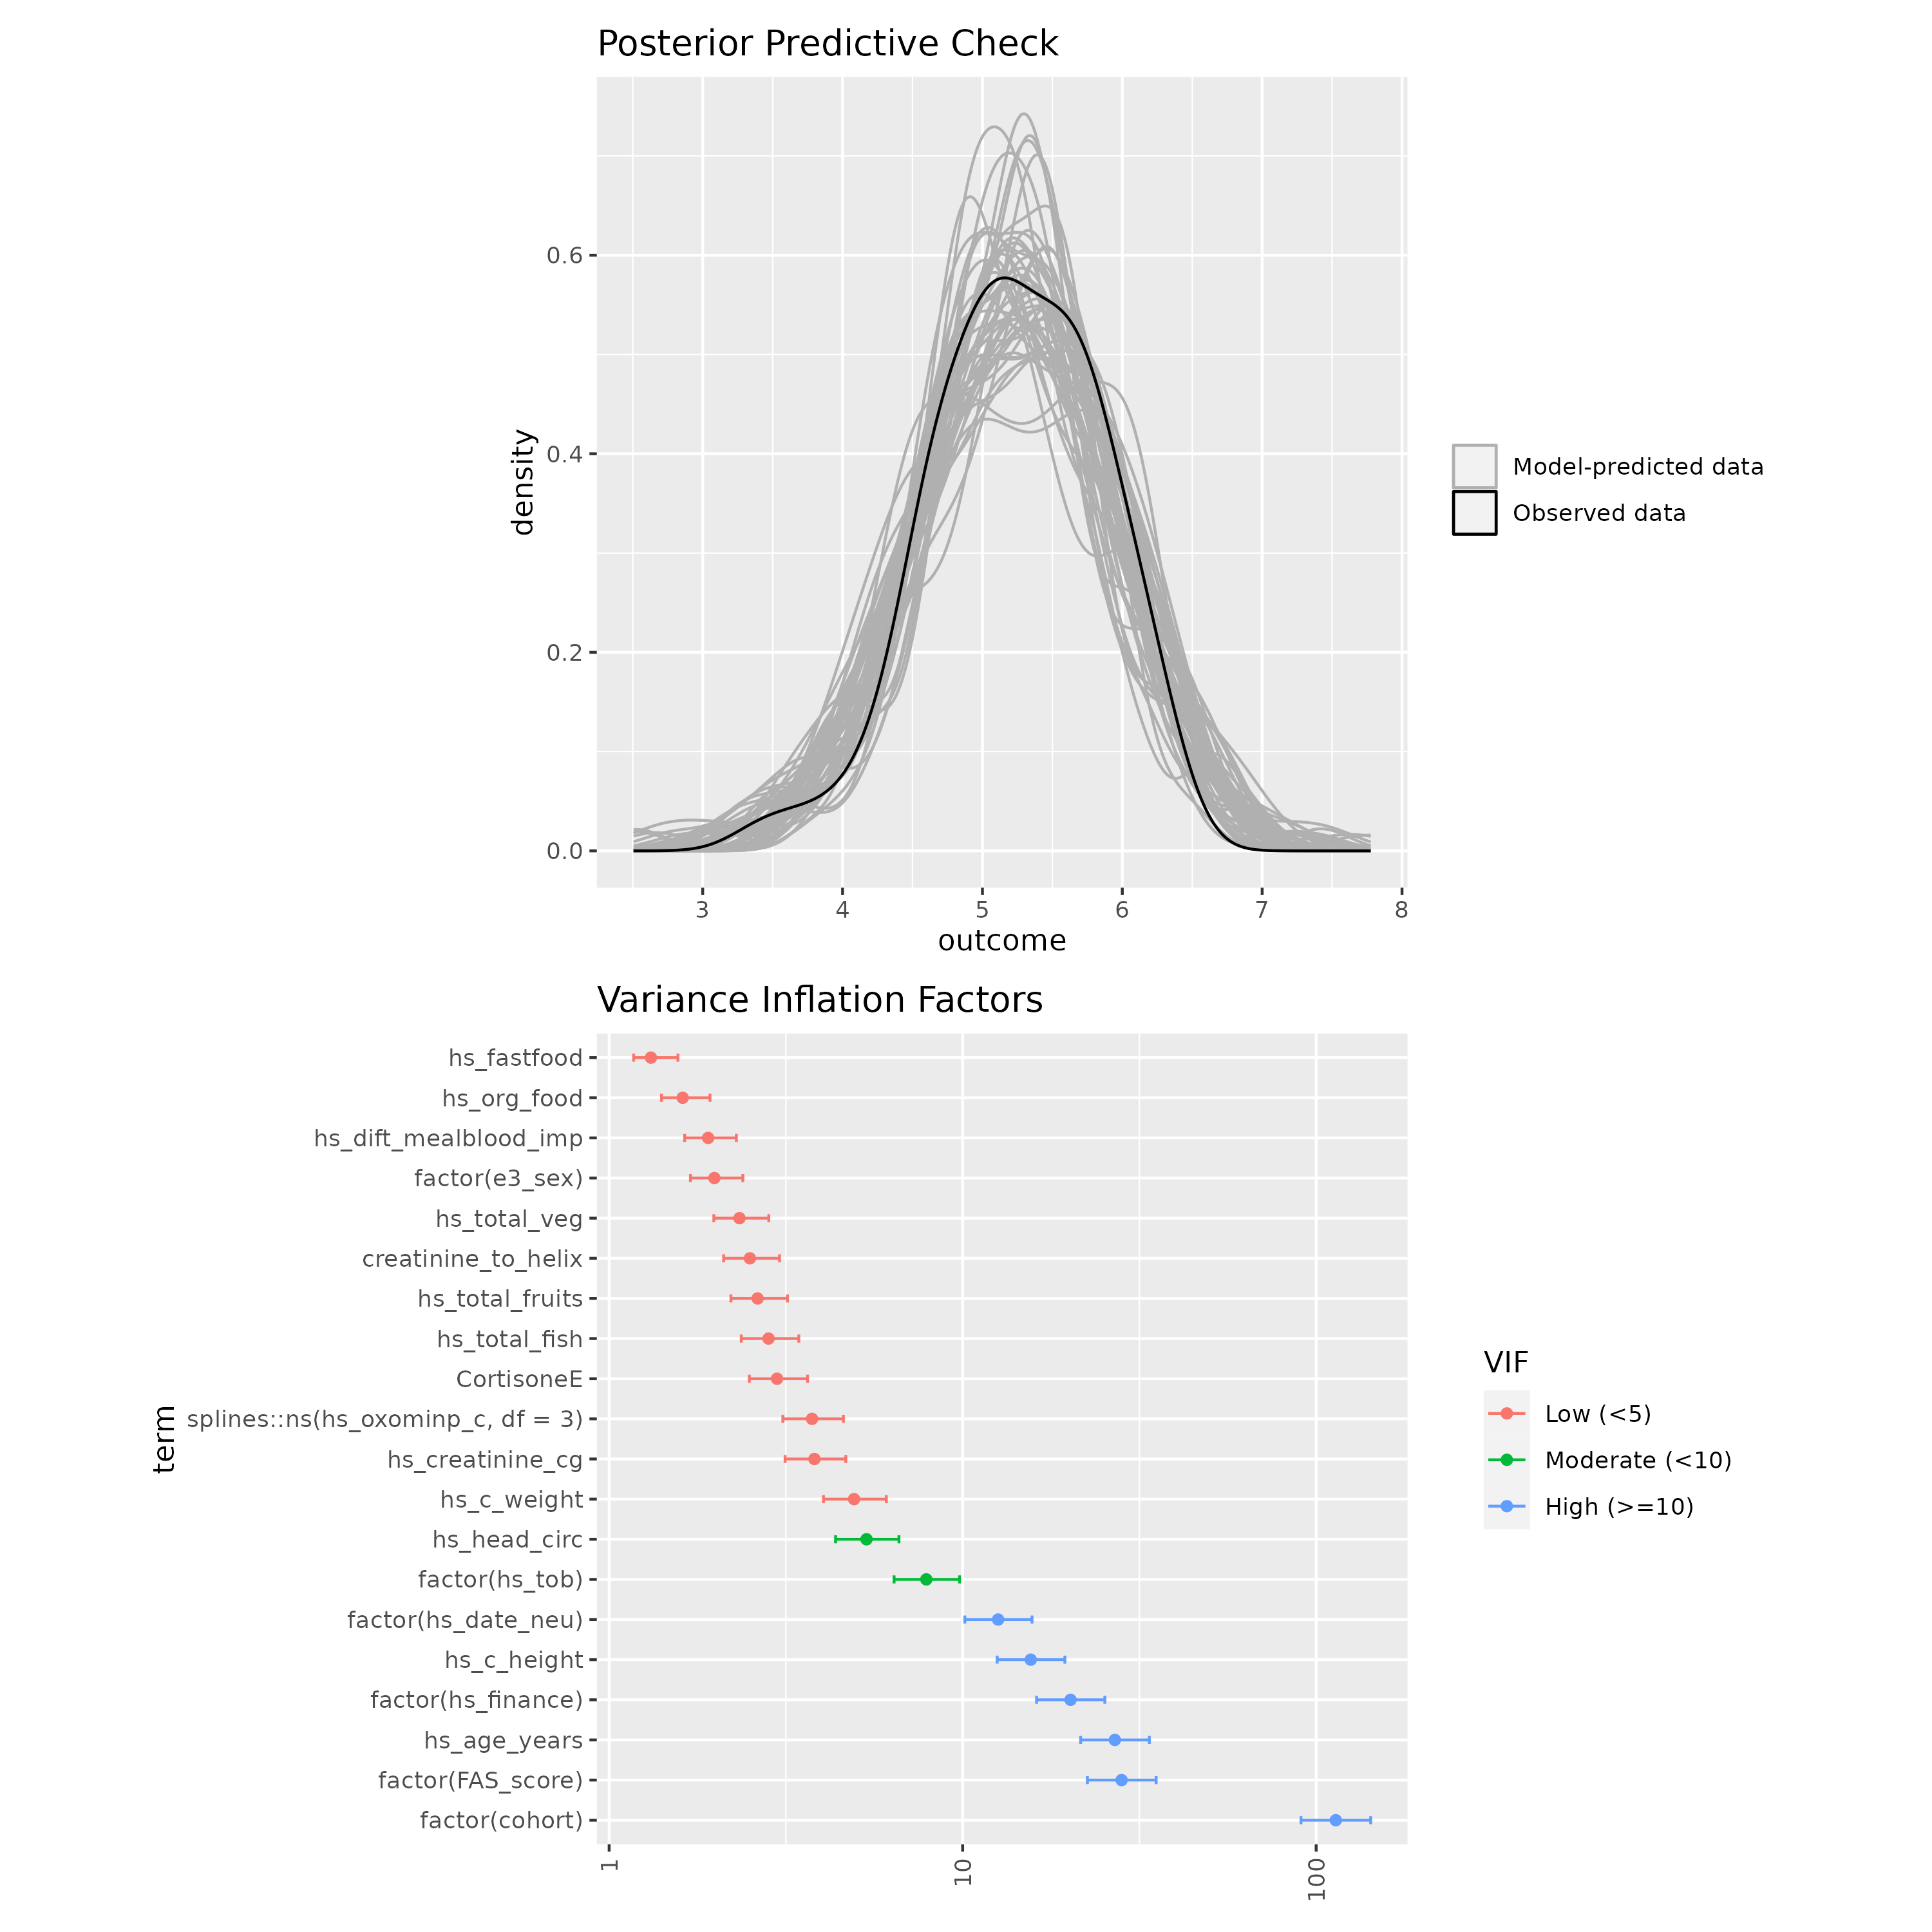 Posterior Predictive Check
density
0.6
0.4
0.2
0.0
3 4 5 6 7 8
outcome
Model-predicted data
Observed data
Variance Inflation Factors
term
hs_fastfood
hs_org_food
hs_dift_mealblood_imp
factor(e3_sex)
hs_total_veg
creatinine_to_helix
hs_total_fruits
hs_total_fish
CortisoneE
splines::ns(hs_oxominp_c, df = 3)
hs_creatinine_cg
hs_c_weight
hs_head_circ
factor(hs_tob)
factor(hs_date_neu)
hs_c_height
factor(hs_finance)
hs_age_years
factor(FAS_score)
factor(cohort)
1 10 100
VIF
Low (<5)
Moderate (<10)
High (>=10)